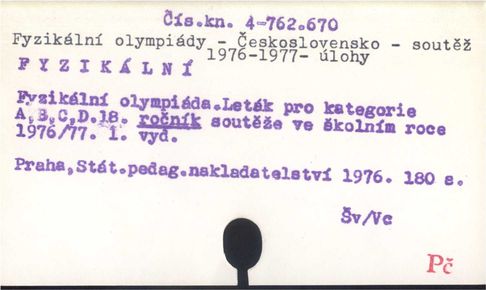 Čís.kn. 4-762.670
Fyzikální olympiády - Československo - soutěž
1976-1977- úlohy
F Y Z I K Á L N Í
Fyzikální olympiáda.Leták pro kategorie
A,B,C,D.18. ročník soutěže ve školním roce
1976/77. 1. vyd.
Praha,Stát.pedag.nakladatelství 1976. 180 s.
Šv/Vc
Pč